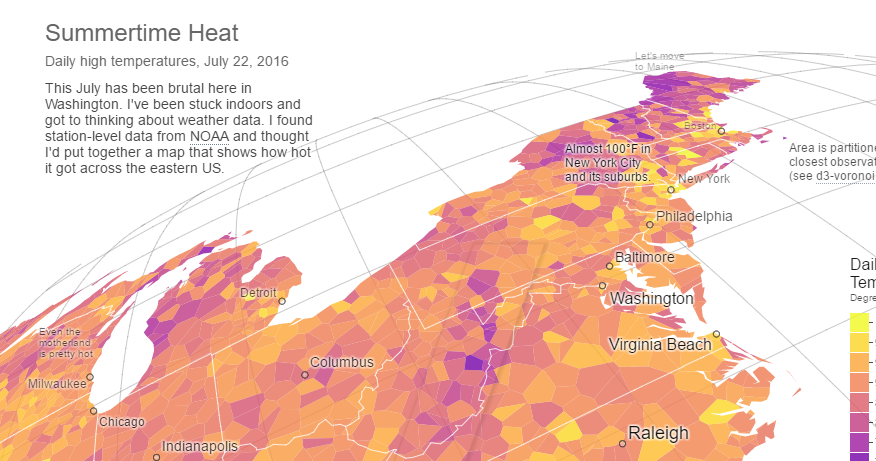 Summertime Heat
Daily high temperatures, July 22, 2016
This July has been brutal here in
Washington. I've been stuck indoors and
got to thinking about weather data. I found
station-level data from NOAA and thought
I'd put together a map that shows how hot
it got across the eastern US.
Let's move
to Maine
Boston
Almost 100°F in
New York City
and its suburbs.
Area is partitione
closest observat
(see d3-voronoi
New York
Philadelphia
Baltimore
Washington
Detroit
Dail
Tem
Degre
Even the
motherland
is pretty hot
Virginia Beach
Columbus
Milwaukee
Chicago
Raleigh
Indianapolis